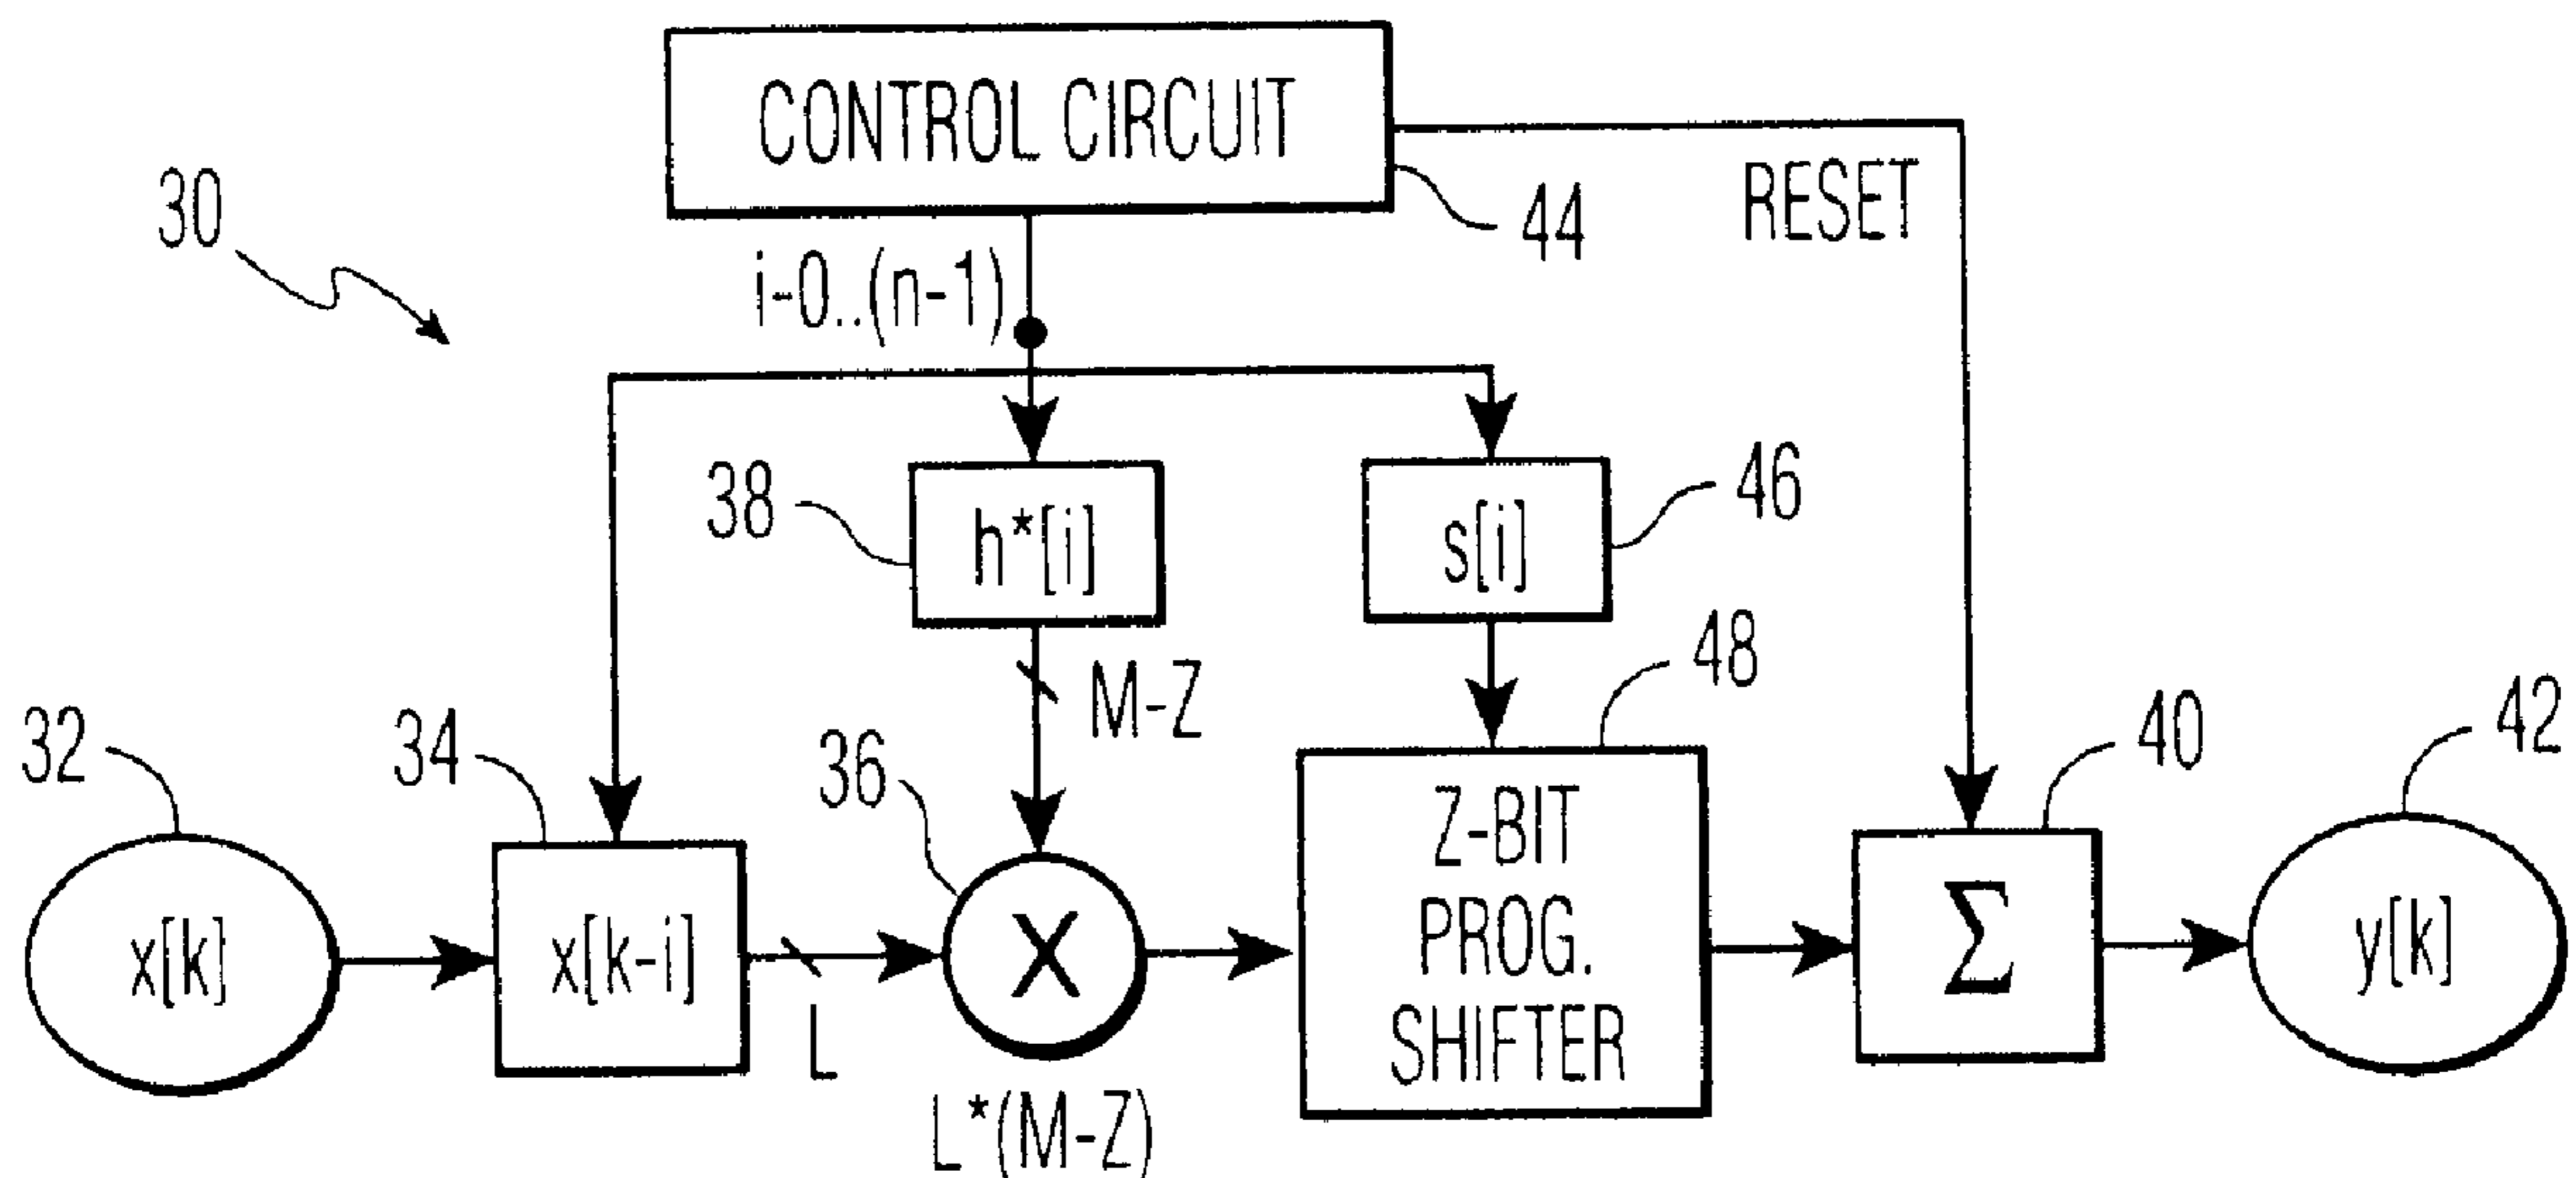 CONTROL CIRCUIT
30
44
RESET
i-0..(n-1)
38
h*[i]
s[i]
46
M-Z
48
32
34
36
40
42
x[k]
x[k-i]
L
X
L*(M-Z)
Z-BIT
PROG.
SHIFTER
Σ
y[k]